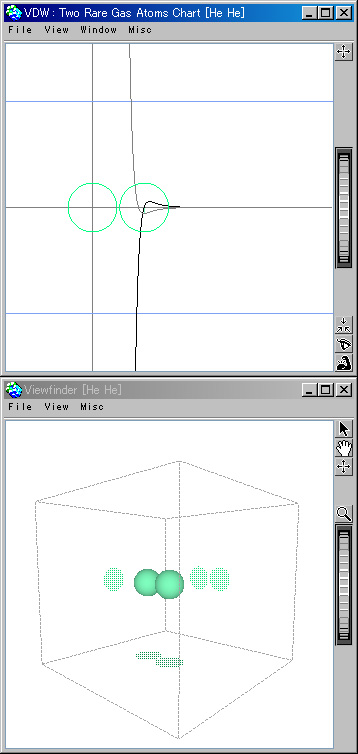 VDW : Two Rare Gas Atoms Chart [He He]
File View Window Misc
Viewfinder [He He]
File View Misc